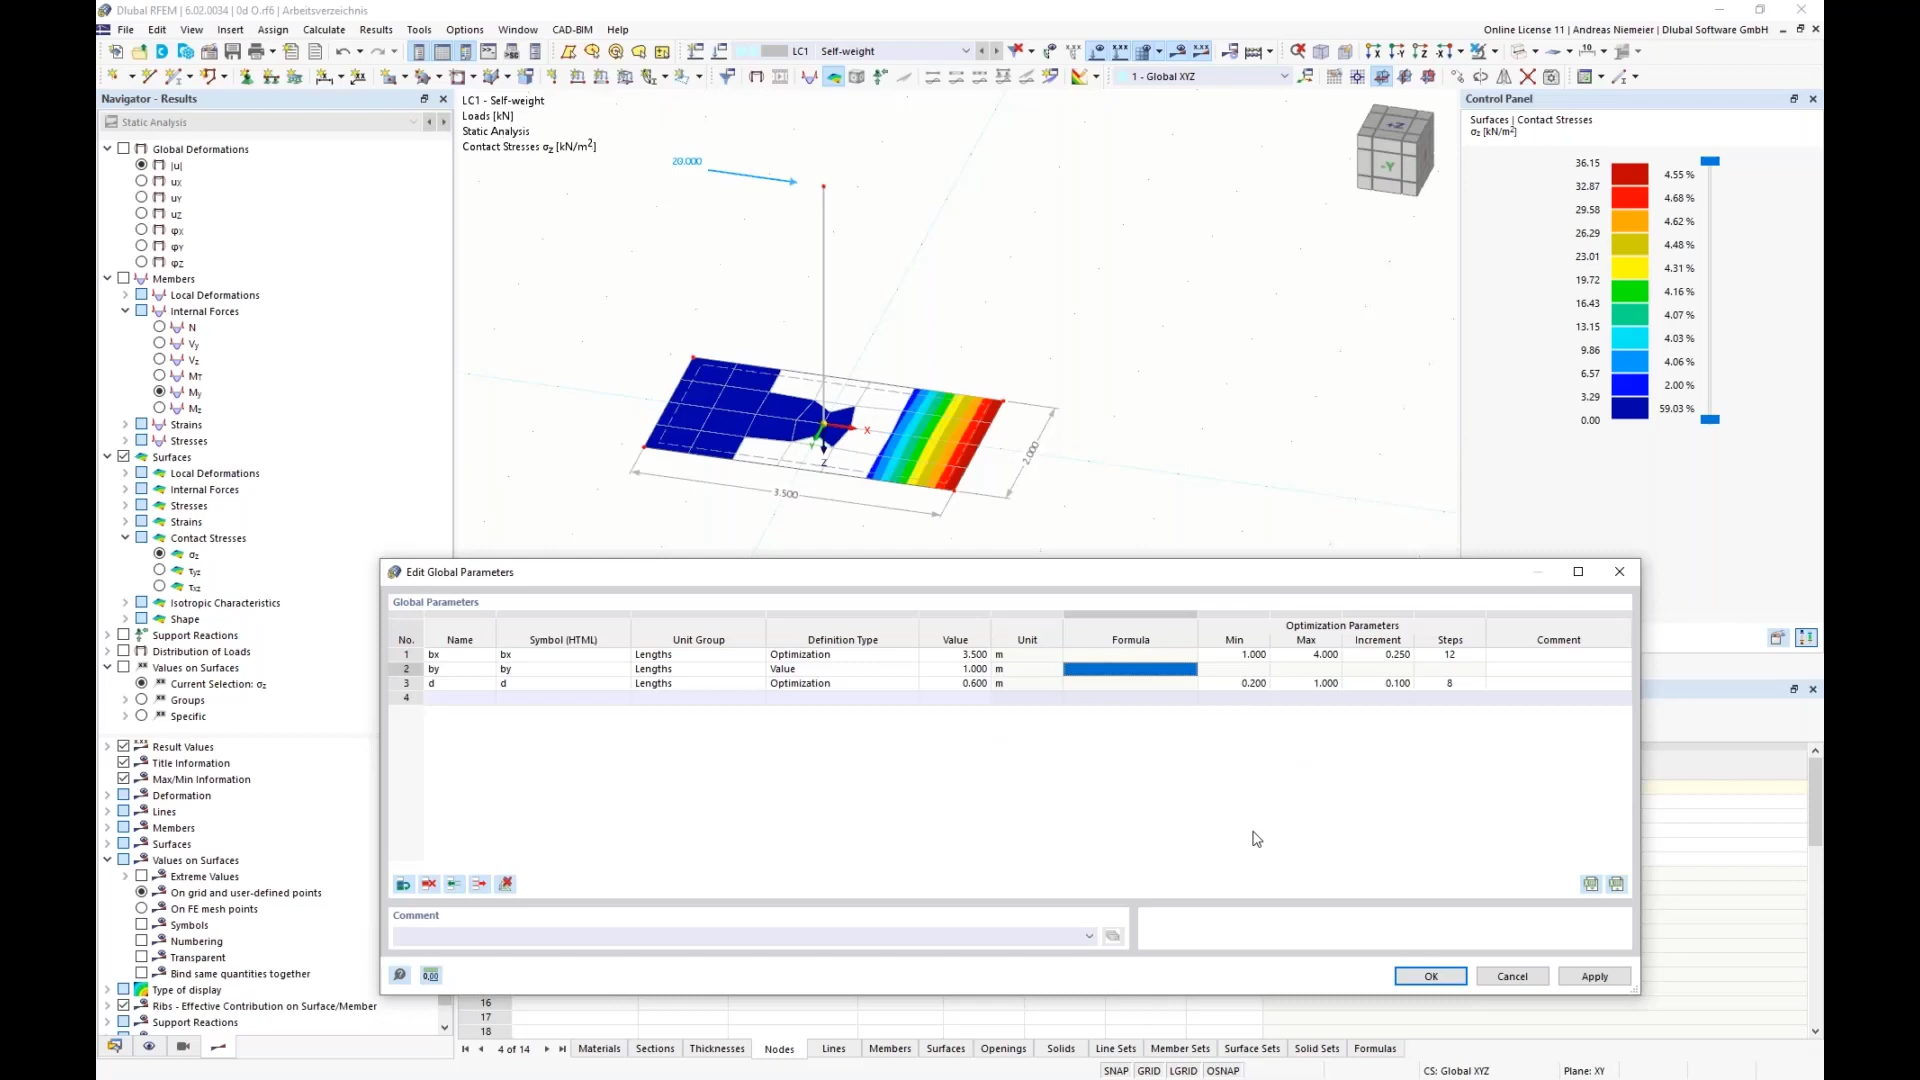 Dlubal RFEM | 6.02.0034 | 0d O.rf6 | Arbeitsverzeichnis
File Edit View Insert Assign Calculate Results Tools Options Window CAD-BIM Help
Online License 11 | Andreas Niemeier | Dlubal Software GmbH
LC1 Self-weight
1 - Global XYZ
Navigator - Results
Static Analysis
Global Deformations
|u|
uX
uY
uZ
φX
φY
φZ
Members
Local Deformations
Internal Forces
N
Vy
Vz
MT
My
Mz
Strains
Stresses
Surfaces
Local Deformations
Internal Forces
Stresses
Strains
Contact Stresses
σz
τyz
τxz
Isotropic Characteristics
Shape
Support Reactions
Distribution of Loads
Values on Surfaces
Current Selection: σz
Groups
Specific
Result Values
Title Information
Max/Min Information
Deformation
Lines
Members
Surfaces
Values on Surfaces
Extreme Values
On grid and user-defined points
On FE mesh points
Symbols
Numbering
Transparent
Bind same quantities together
Type of display
Ribs - Effective Contribution on Surface/Member
Support Reactions
LC1 - Self-weight
Loads [kN]
Static Analysis
Contact Stresses σz [kN/m2]
20.000
X
Y
Z
3.500
2.000
+Z
-Y
Control Panel
Surfaces | Contact Stresses
σz [kN/m2]
36.15
4.55 %
32.87
4.68 %
29.58
4.62 %
26.29
4.48 %
23.01
4.31 %
19.72
4.16 %
16.43
4.07 %
13.15
4.03 %
9.86
4.06 %
6.57
2.00 %
3.29
59.03 %
0.00
Edit Global Parameters
Global Parameters
Optimization Parameters
No. Name Symbol (HTML) Unit Group Definition Type Value Unit Formula Min Max Increment Steps Comment
1 bx bx Lengths Optimization 3.500 m 1.000 4.000 0.250 12
2 by by Lengths Value 1.000 m
3 d d Lengths Optimization 0.600 m 0.200 1.000 0.100 8
4
Comment
OK Cancel Apply
16
17
18
4 of 14 Materials Sections Thicknesses Nodes Lines Members Surfaces Openings Solids Line Sets Member Sets Surface Sets Solid Sets Formulas
SNAP GRID LGRID OSNAP CS: Global XYZ Plane: XY